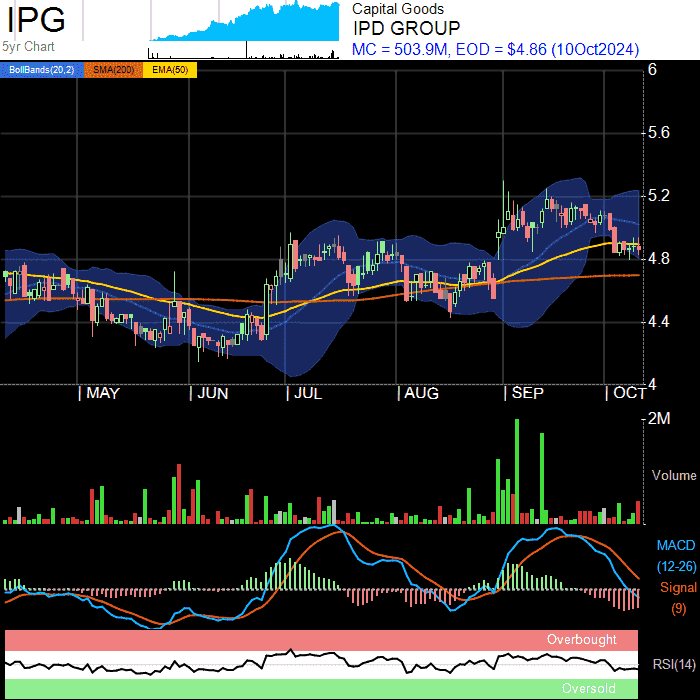 IPG
5yr Chart
Capital Goods
IPD GROUP
MC = 503.9M, EOD = $4.86 (10Oct2024)
BollBands(20,2) SMA(200) EMA(50)
6
5.6
5.2
4.8
4.4
4
MAY JUN JUL AUG SEP OCT
2M
Volume
MACD
(12-26)
Signal
(9)
Overbought
RSI(14)
Oversold